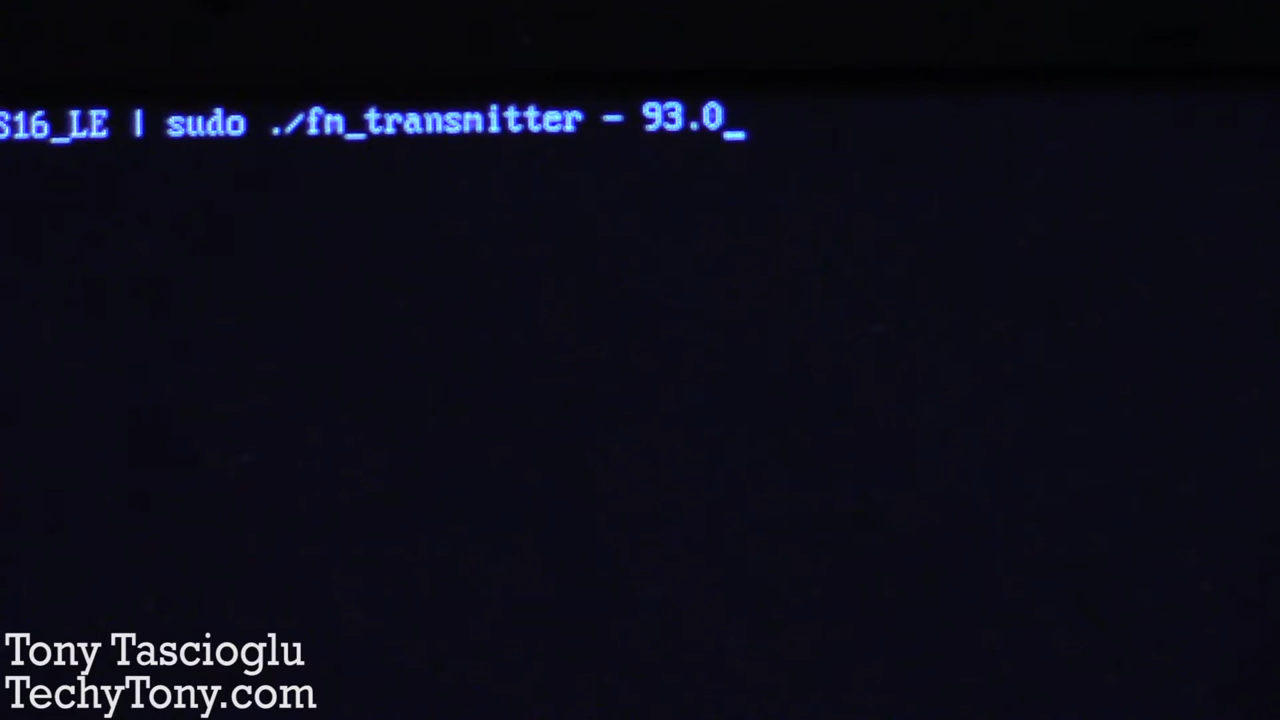 S16_LE | sudo ./fm_transmitter - 93.0_
Tony Tascioglu
TechyTony.com